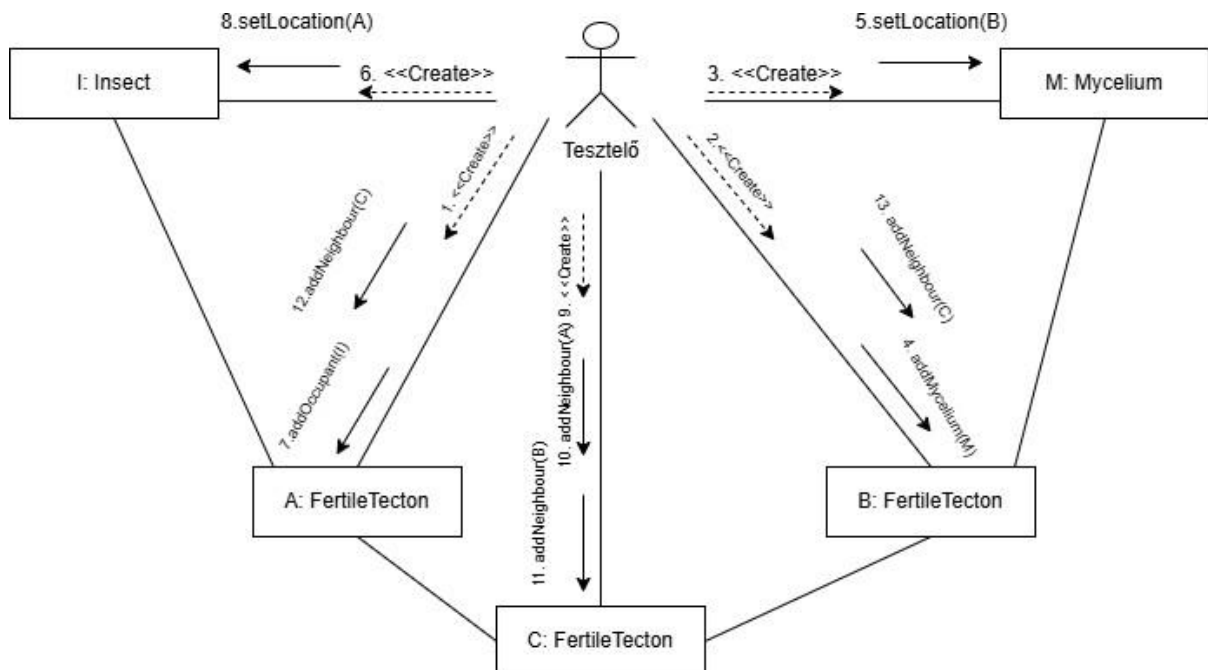 8.setLocation(A)
5.setLocation(B)
I: Insect
6. <<Create>>
3. <<Create>>
M: Mycelium
Tesztelő
1. <<Create>>
2.<<Create>>
12.addNeighbour(C)
13. addNeighbour(C)
9. <<Create>>
7.addOccupant(I)
10. addNeighbour(A)
4. addMycelium(M)
11. addNeighbour(B)
A: FertileTecton
B: FertileTecton
C: FertileTecton